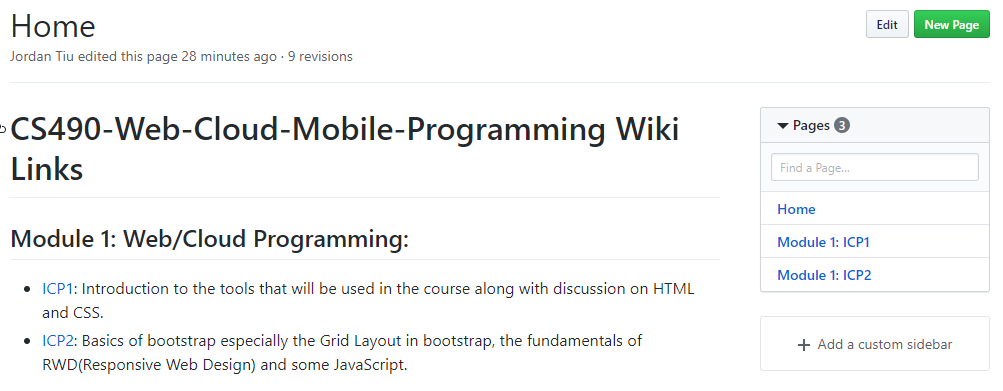 Home
Edit
New Page
Jordan Tiu edited this page 28 minutes ago · 9 revisions
CS490-Web-Cloud-Mobile-Programming Wiki
Links
Module 1: Web/Cloud Programming:
ICP1: Introduction to the tools that will be used in the course along with discussion on HTML
and CSS.
ICP2: Basics of bootstrap especially the Grid Layout in bootstrap, the fundamentals of
RWD(Responsive Web Design) and some JavaScript.
Pages 3
Find a Page...
Home
Module 1: ICP1
Module 1: ICP2
+ Add a custom sidebar